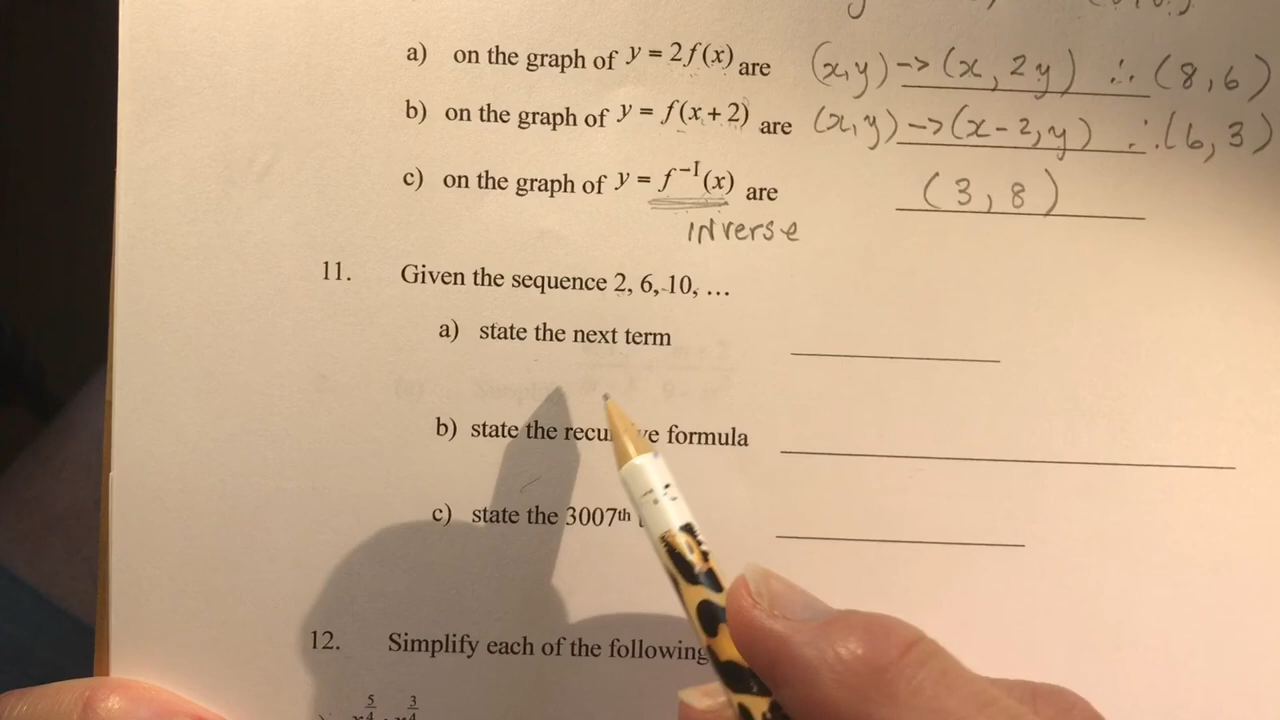 a) on the graph of y = 2f(x) are (x,y) -> (x, 2y) ∴ (8,6)
b) on the graph of y = f(x+2) are (x,y) -> (x-2,y) ∴ (6,3)
c) on the graph of y = f⁻¹(x) are (3,8)
inverse
11. Given the sequence 2, 6, 10, …
a) state the next term
b) state the formula
c) state the 3007th
12. Simplify each of the following